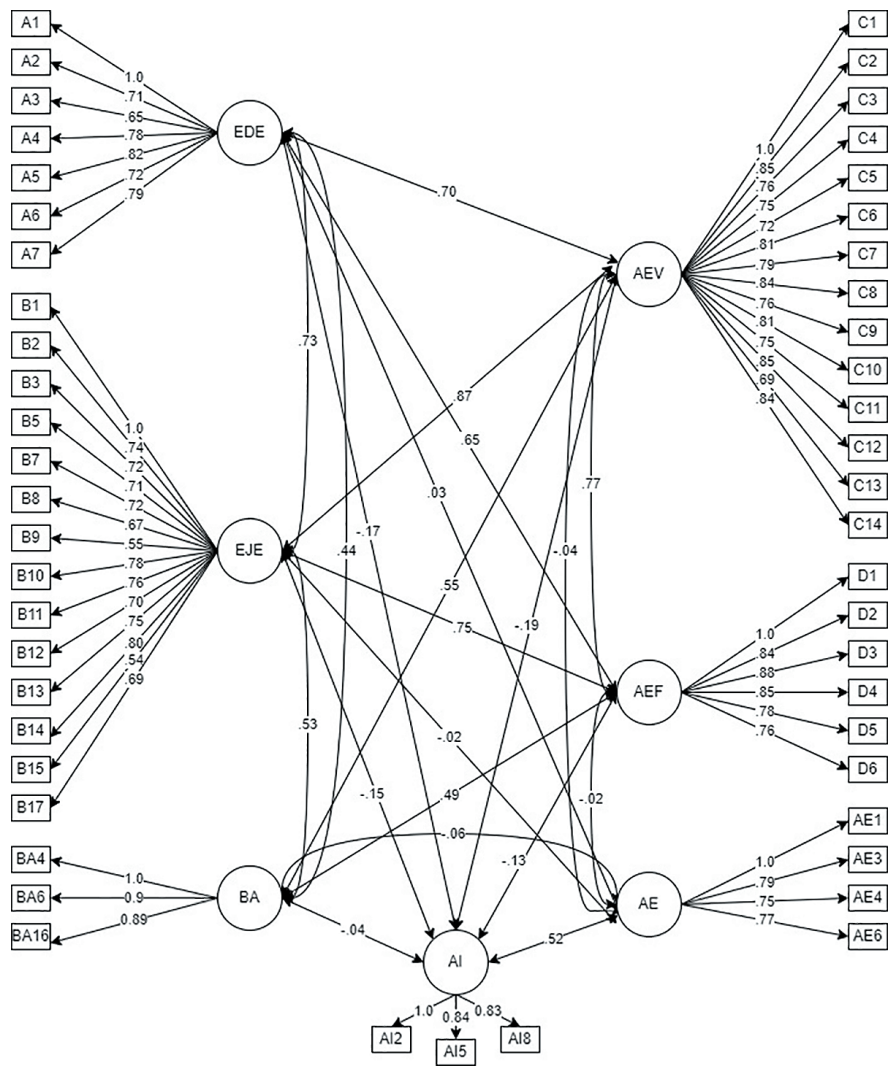 A1
A2
A3
A4
A5
A6
A7
1.0
.71
.65
.78
.82
.72
.79
EDE
B1
B2
B3
B5
B7
B8
B9
B10
B11
B12
B13
B14
B15
B17
1.0
.74
.72
.71
.72
.67
.55
.78
.76
.70
.75
.80
.54
.69
EJE
BA4
BA6
BA16
1.0
0.9
0.89
BA
.70
.73
.87
.65
.03
.77
-.17
.44
-.04
.55
-.19
.75
.53
-.02
-.15
.49
-.02
-.06
-.13
-.04
.52
AEV
1.0
.85
.76
.75
.72
.81
.79
.84
.76
.81
.75
.85
.69
.84
C1
C2
C3
C4
C5
C6
C7
C8
C9
C10
C11
C12
C13
C14
AEF
1.0
.84
.88
.85
.78
.76
D1
D2
D3
D4
D5
D6
AE
1.0
.79
.75
.77
AE1
AE3
AE4
AE6
AI
1.0
0.84
0.83
AI2
AI5
AI8